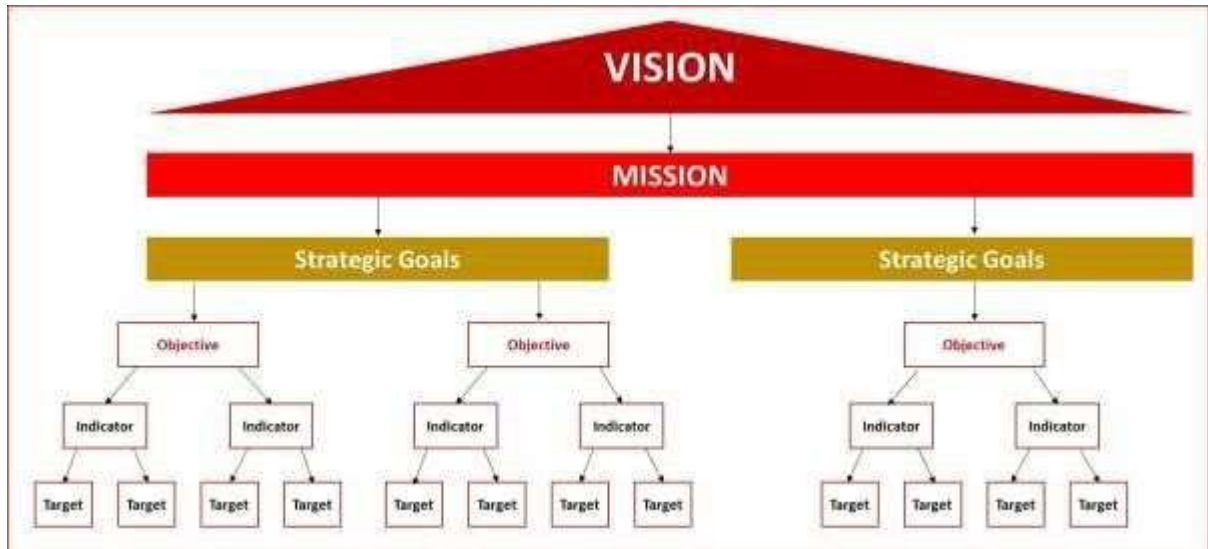 VISION
MISSION
Strategic Goals
Strategic Goals
Objective
Objective
Objective
Indicator
Indicator
Indicator
Indicator
Indicator
Indicator
Target
Target
Target
Target
Target
Target
Target
Target
Target
Target
Target
Target